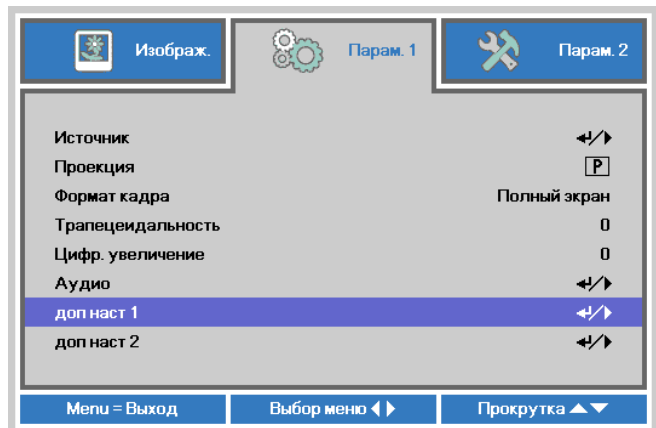 Изображ. Парам. 1 Парам. 2
Источник
Проекция P
Формат кадра Полный экран
Трапецеидальность 0
Цифр. увеличение 0
Аудио
доп наст 1
доп наст 2
Menu = Выход Выбор меню Прокрутка